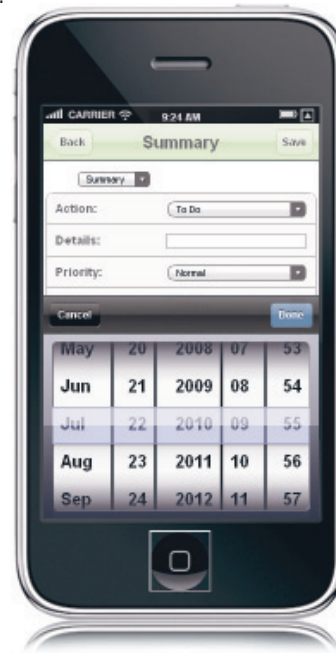 CARRIER 9:24 AM
Back Summary Save
Summary
Action: To Do
Details:
Priority: Normal
Cancel Done
May 20 2008 07 53
Jun 21 2009 08 54
Jul 22 2010 09 55
Aug 23 2011 10 56
Sep 24 2012 11 57